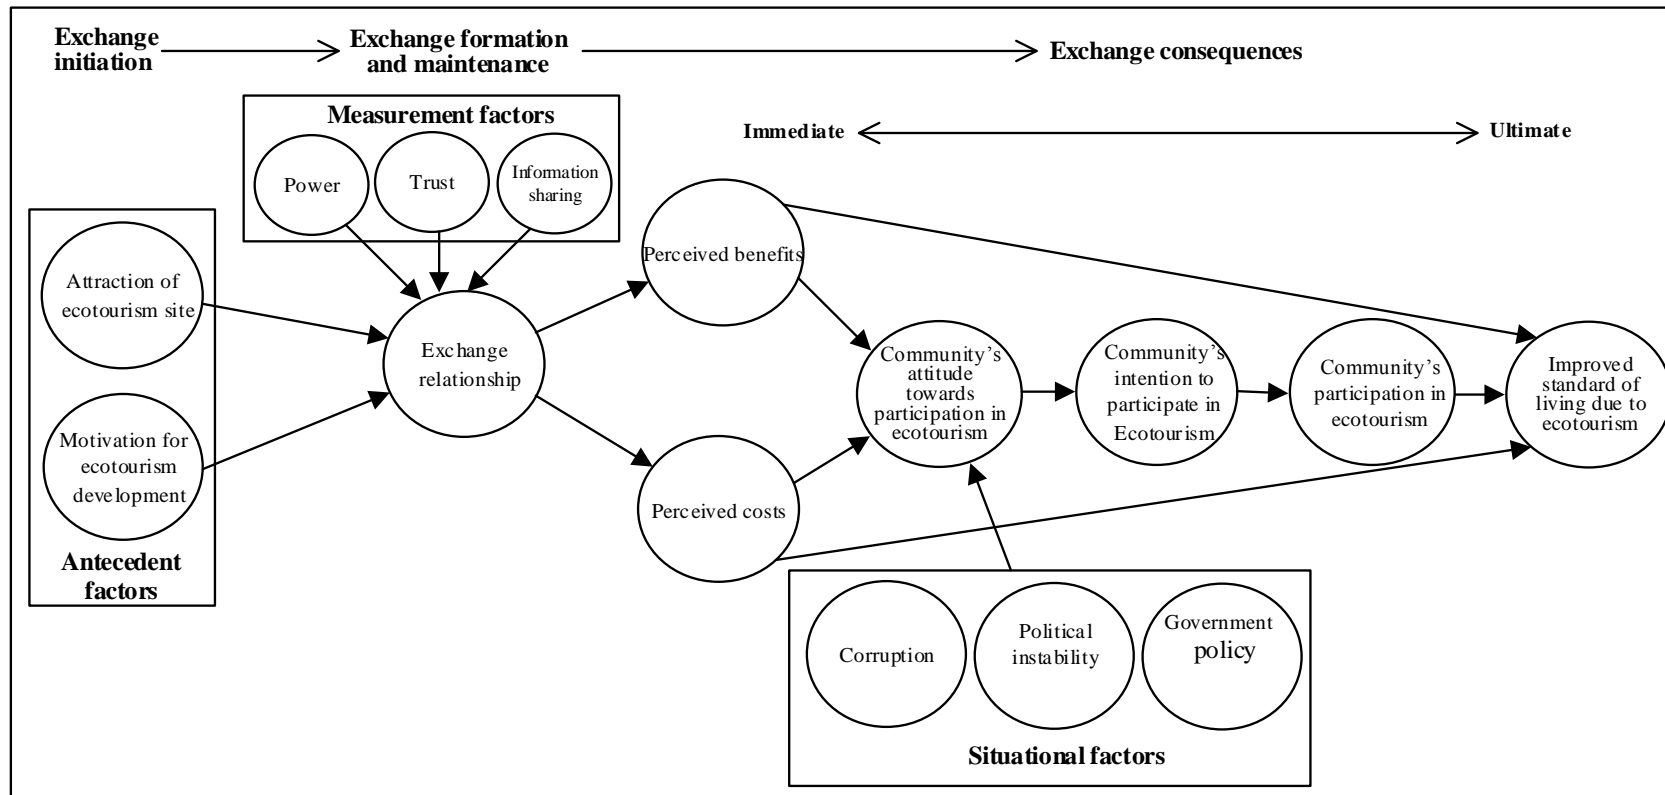 Exchange
initiation
Exchange formation
and maintenance
Exchange consequences
Measurement factors
Immediate
Ultimate
Power
Trust
Information
sharing
Attraction of
ecotourism site
Motivation for
ecotourism
development
Antecedent
factors
Exchange
relationship
Perceived benefits
Perceived costs
Community's
attitude
towards
participation in
ecotourism
Community's
intention to
participate in
Ecotourism
Community's
participation in
ecotourism
Improved
standard of
living due to
ecotourism
Corruption
Political
instability
Government
policy
Situational factors